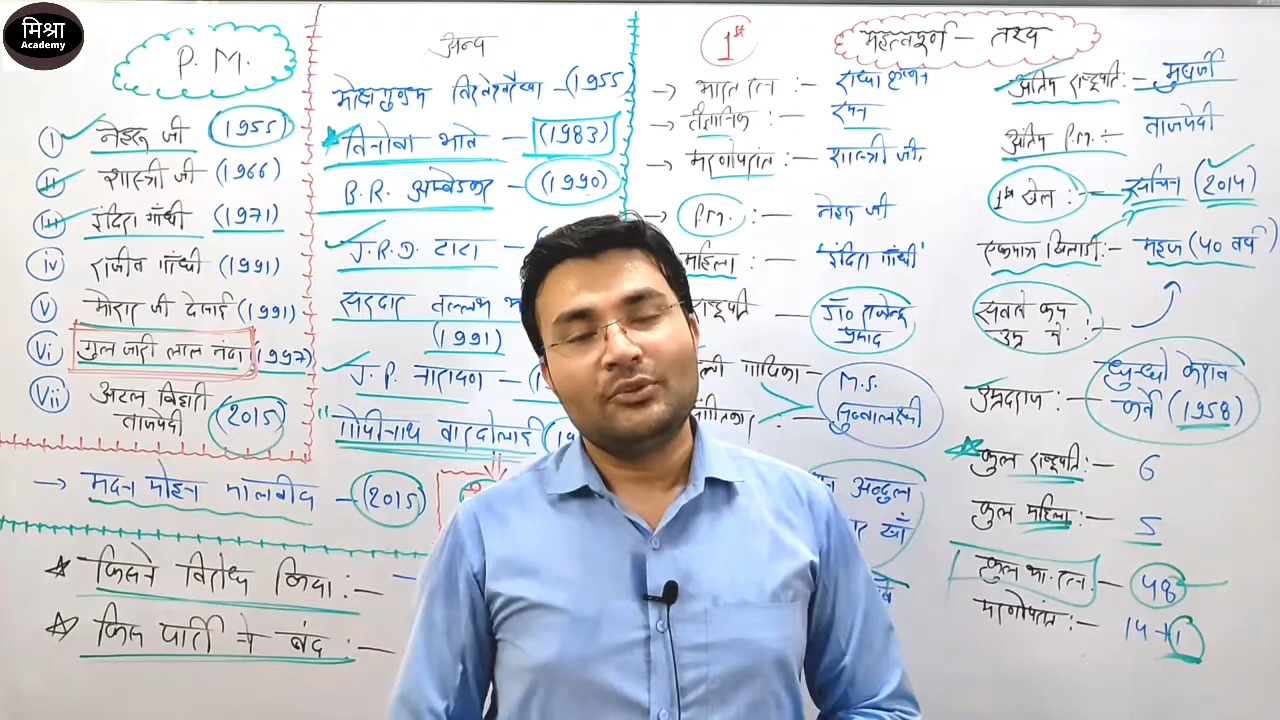 मिश्रा
Academy
P. M.
i नेहरू जी (1955)
ii शास्त्री जी (1966)
iii इंदिरा गाँधी (1971)
iv राजीव गाँधी (1991)
v मोरार जी देसाई (1991)
vi गुल जारी लाल नंदा (1997)
vii अटल बिहारी
वाजपेयी (2015)
→ मदन मोहन मालवीय - (2015)
☆ किसने विरोध किया :-
☆ किस पार्टी ने बंद :-
अन्य
(1955
विनोबा भावे - (1983)
B.R. अम्बेडकर - (1990)
J.R.D. टाटा -
सरदार वल्लभ
(1991)
J.P. नारायण -
गोपीनाथ बारदोलोई
1st
महत्वपूर्ण - तथ्य
→ भारत रत्न :- राधा कृष्णन
→ वैज्ञानिक :- रमन
→ मरणोपरांत :- शास्त्री जी,
→ P.M. :- नेहरू जी
महिला :- इंदिरा गाँधी
राष्ट्रपति - डॉ० राजेन्द्र
प्रसाद
गायिका - M.S.
सुब्बालक्ष्मी
अब्दुल
खाँ
अंतिम राष्ट्रपति :- मुखर्जी
अंतिम P.M. :- वाजपेयी
1st खेल :- सचिन (2014)
एकमात्र खिलाड़ी :- महज (40 वर्ष)
सबसे कम
उम्र में :-
उम्रदराज :- धुन्धो केशव
कर्वे (1958)
☆ कुल राष्ट्रपति :- 6
कुल महिला :- 5
कुल भा. रत्न - 48
मरणोपरांत :- 14+1